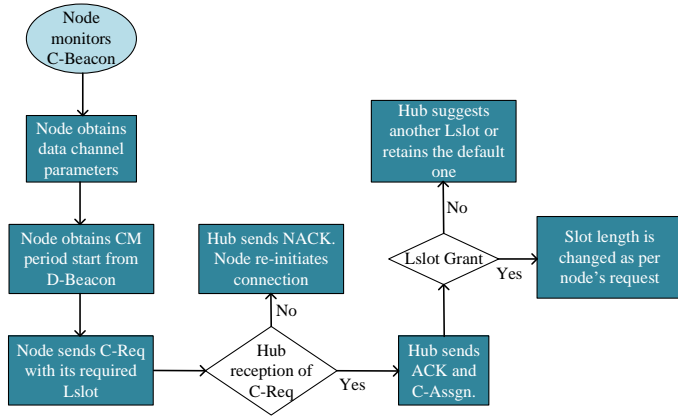 Node
monitors
C-Beacon
Node obtains
data channel
parameters
Node obtains CM
period start from
D-Beacon
Node sends C-Req
with its required
Lslot
Hub
reception of
C-Req
No
Hub sends NACK.
Node re-initiates
connection
Yes
Hub sends
ACK and
C-Assgn.
Lslot Grant
No
Hub suggests
another Lslot or
retains the default
one
Yes
Slot length is
changed as per
node's request